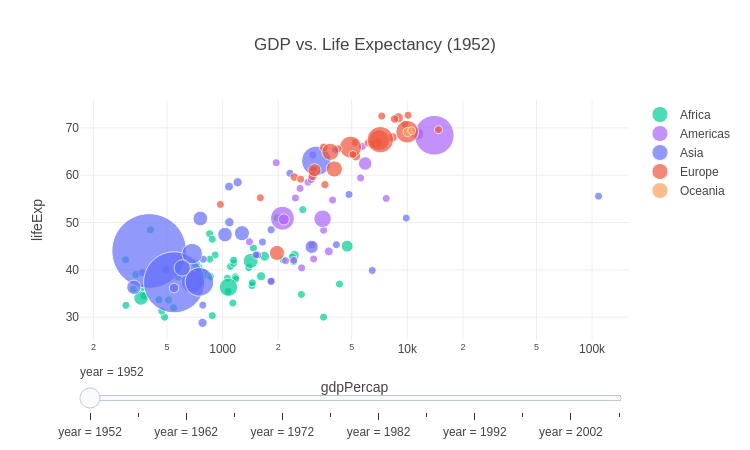 GDP vs. Life Expectancy (1952)
70
60
50
40
30
lifeExp
2
5
1000
2
5
10k
2
5
100k
gdpPercap
Africa
Americas
Asia
Europe
Oceania
year = 1952
year = 1952
year = 1962
year = 1972
year = 1982
year = 1992
year = 2002